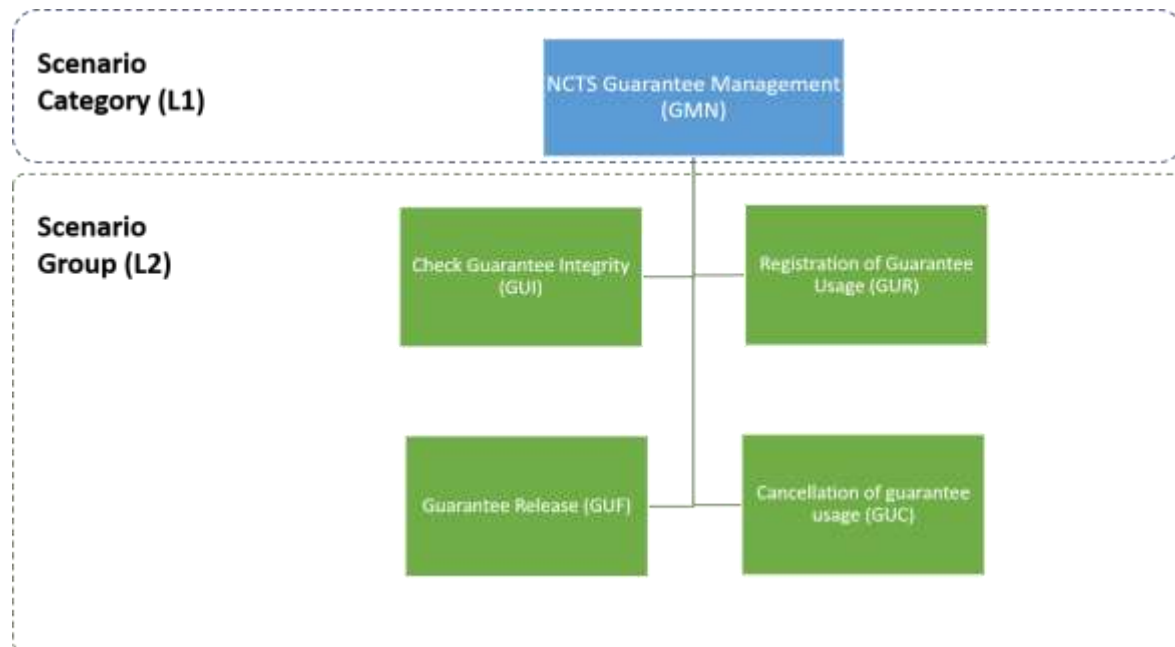 Scenario
Category (L1)
NCTS Guarantee Management
(GMN)
Scenario
Group (L2)
Check Guarantee Integrity
(GUI)
Registration of Guarantee
Usage (GUR)
Guarantee Release (GUF)
Cancellation of guarantee
usage (GUC)